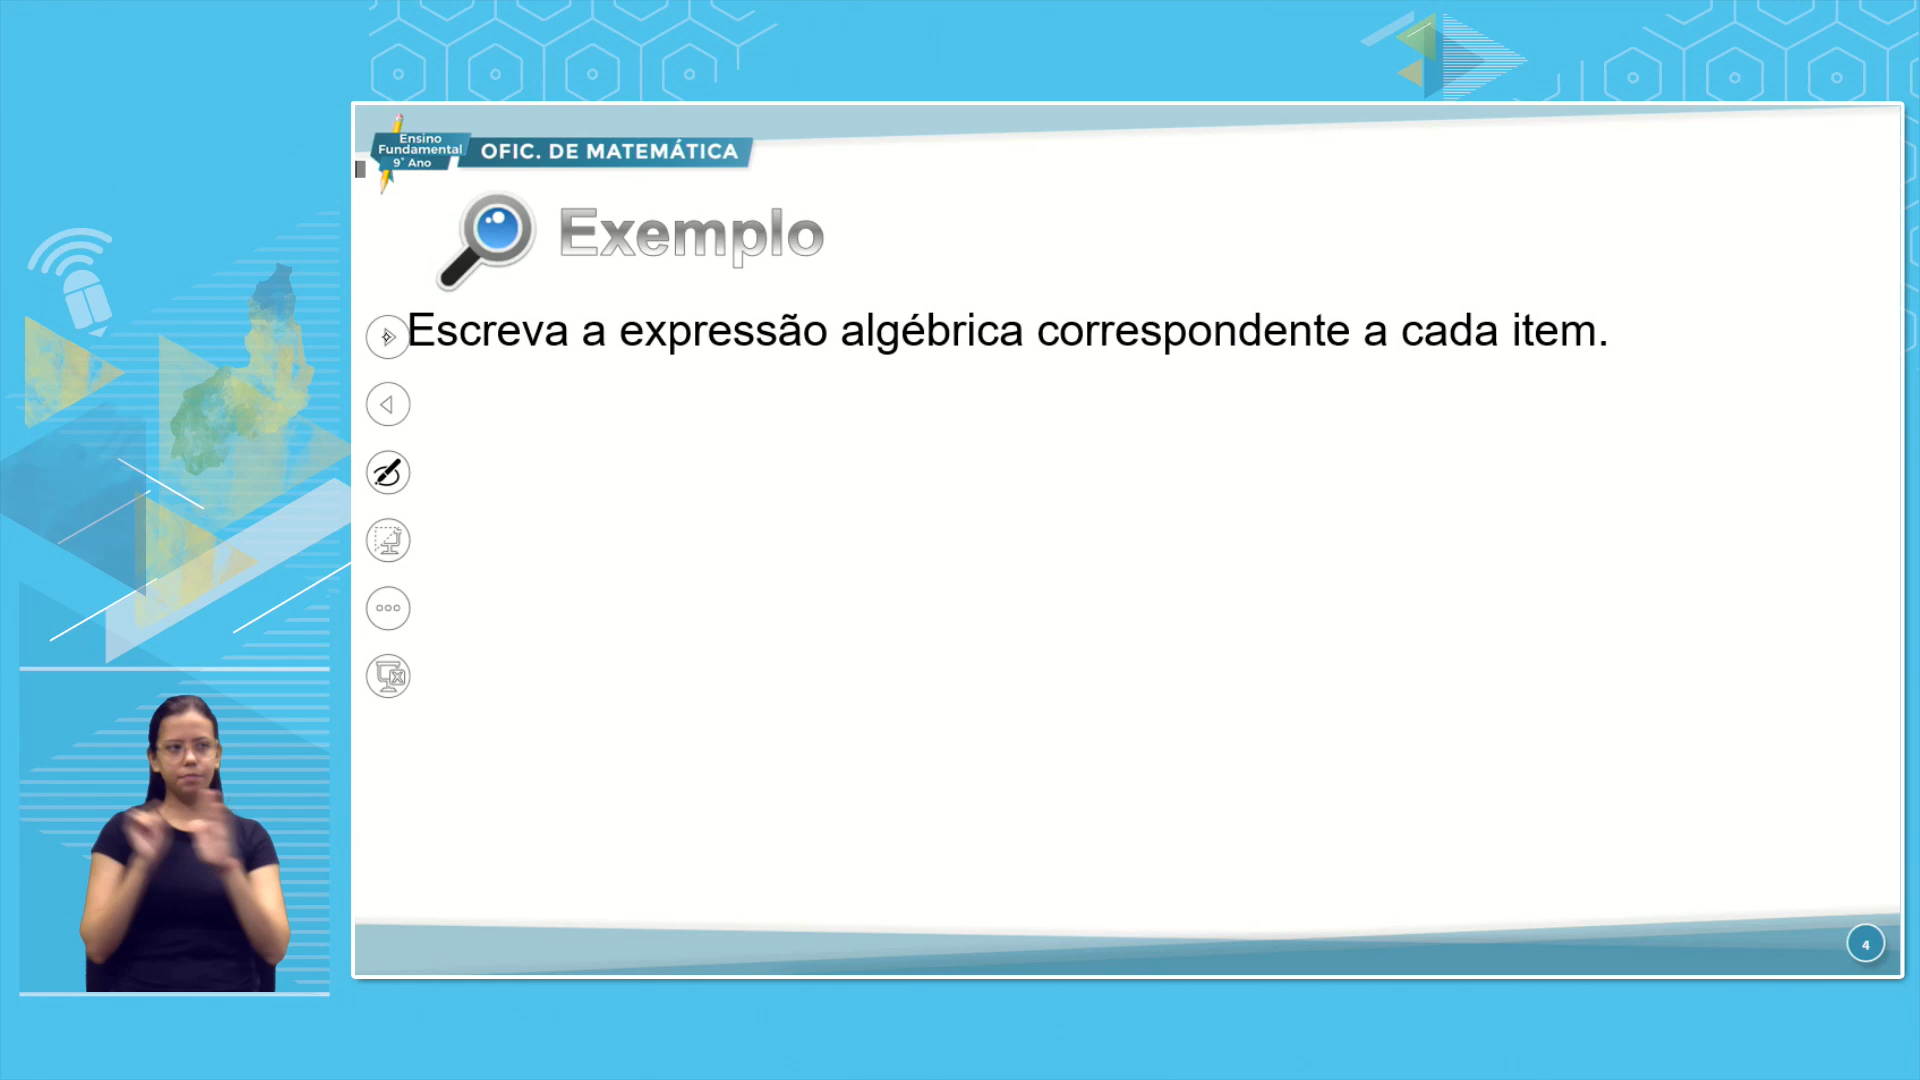 Ensino
Fundamental
9° Ano
OFIC. DE MATEMÁTICA
Exemplo
Escreva a expressão algébrica correspondente a cada item.
4